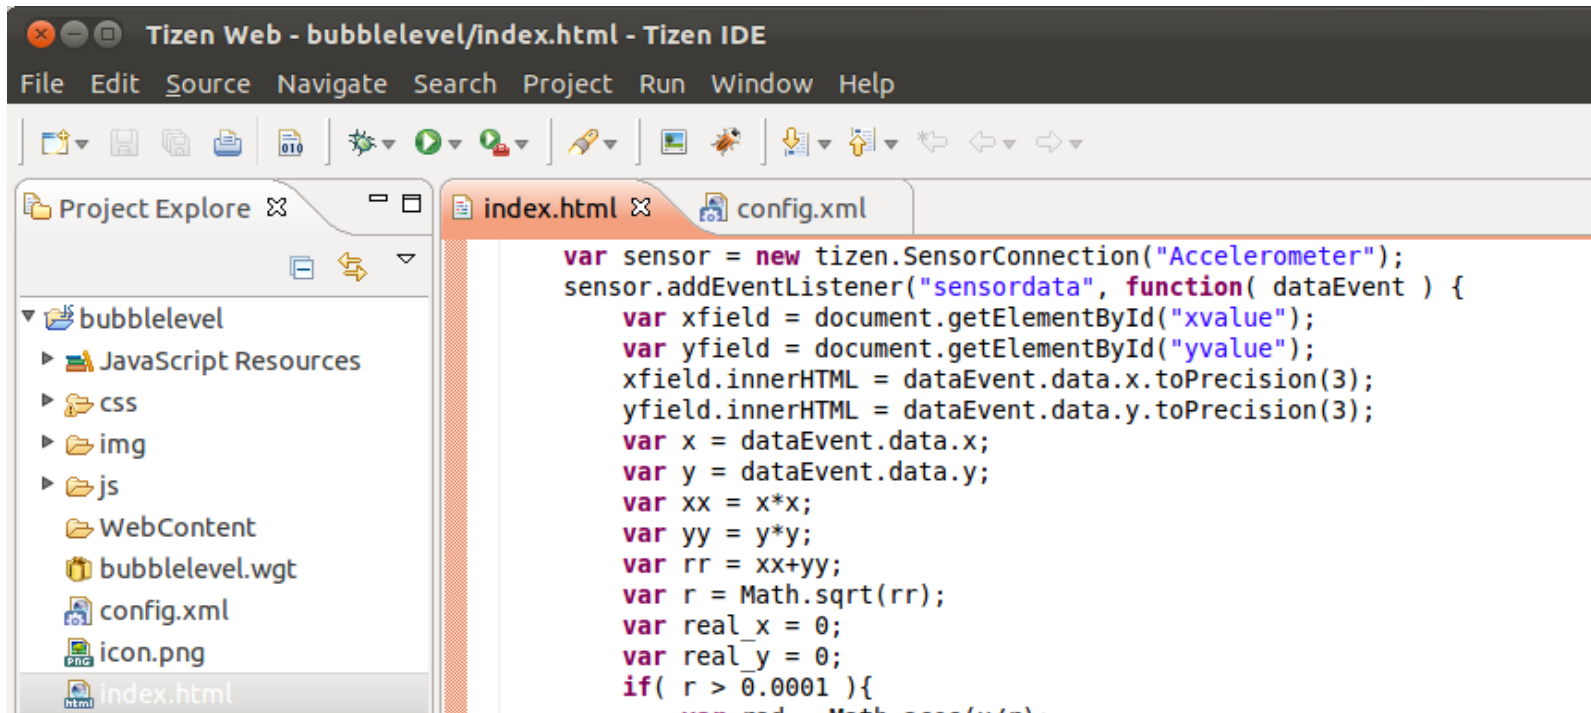 Tizen Web - bubblelevel/index.html - Tizen IDE
File Edit Source Navigate Search Project Run Window Help
010
Project Explore
index.html
config.xml
bubblelevel
JavaScript Resources
css
img
js
WebContent
bubblelevel.wgt
config.xml
icon.png
index.html
var sensor = new tizen.SensorConnection("Accelerometer");
sensor.addEventListener("sensordata", function( dataEvent ) {
var xfield = document.getElementById("xvalue");
var yfield = document.getElementById("yvalue");
xfield.innerHTML = dataEvent.data.x.toPrecision(3);
yfield.innerHTML = dataEvent.data.y.toPrecision(3);
var x = dataEvent.data.x;
var y = dataEvent.data.y;
var xx = x*x;
var yy = y*y;
var rr = xx+yy;
var r = Math.sqrt(rr);
var real_x = 0;
var real_y = 0;
if( r > 0.0001 ){